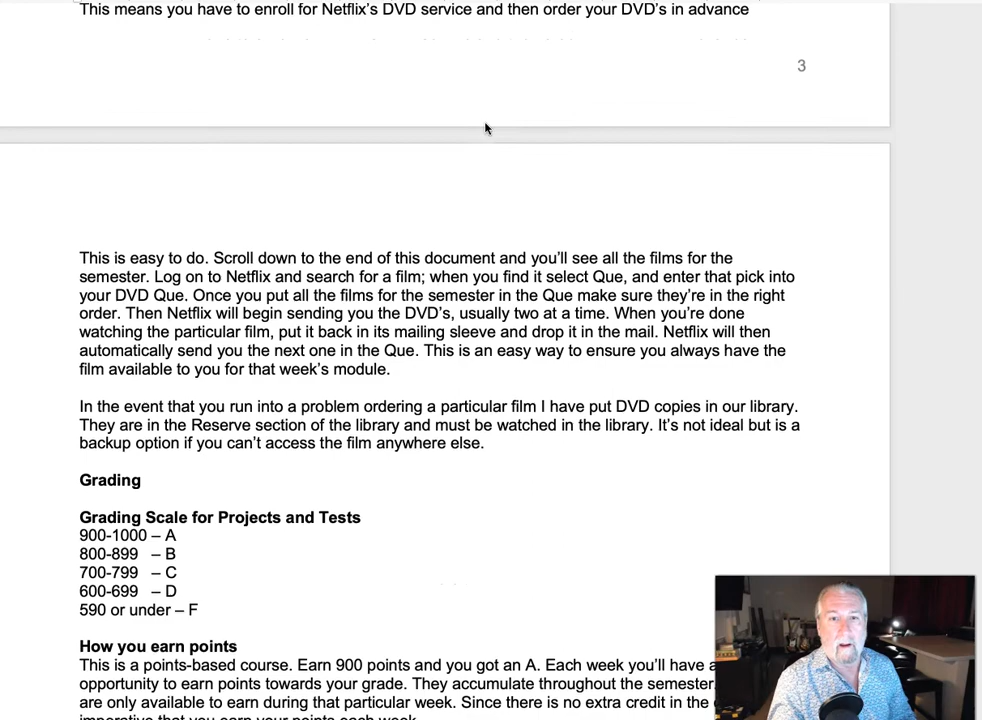 This means you have to enroll for Netflix's DVD service and then order your DVD's in advance
3
This is easy to do. Scroll down to the end of this document and you'll see all the films for the
semester. Log on to Netflix and search for a film; when you find it select Que, and enter that pick into
your DVD Que. Once you put all the films for the semester in the Que make sure they're in the right
order. Then Netflix will begin sending you the DVD's, usually two at a time. When you're done
watching the particular film, put it back in its mailing sleeve and drop it in the mail. Netflix will then
automatically send you the next one in the Que. This is an easy way to ensure you always have the
film available to you for that week's module.
In the event that you run into a problem ordering a particular film I have put DVD copies in our library.
They are in the Reserve section of the library and must be watched in the library. It's not ideal but is a
backup option if you can't access the film anywhere else.
Grading
Grading Scale for Projects and Tests
900-1000 – A
800-899 – B
700-799 – C
600-699 – D
590 or under – F
How you earn points
This is a points-based course. Earn 900 points and you got an A. Each week you'll have a
opportunity to earn points towards your grade. They accumulate throughout the semester
are only available to earn during that particular week. Since there is no extra credit in the
imperative that you earn your points each week